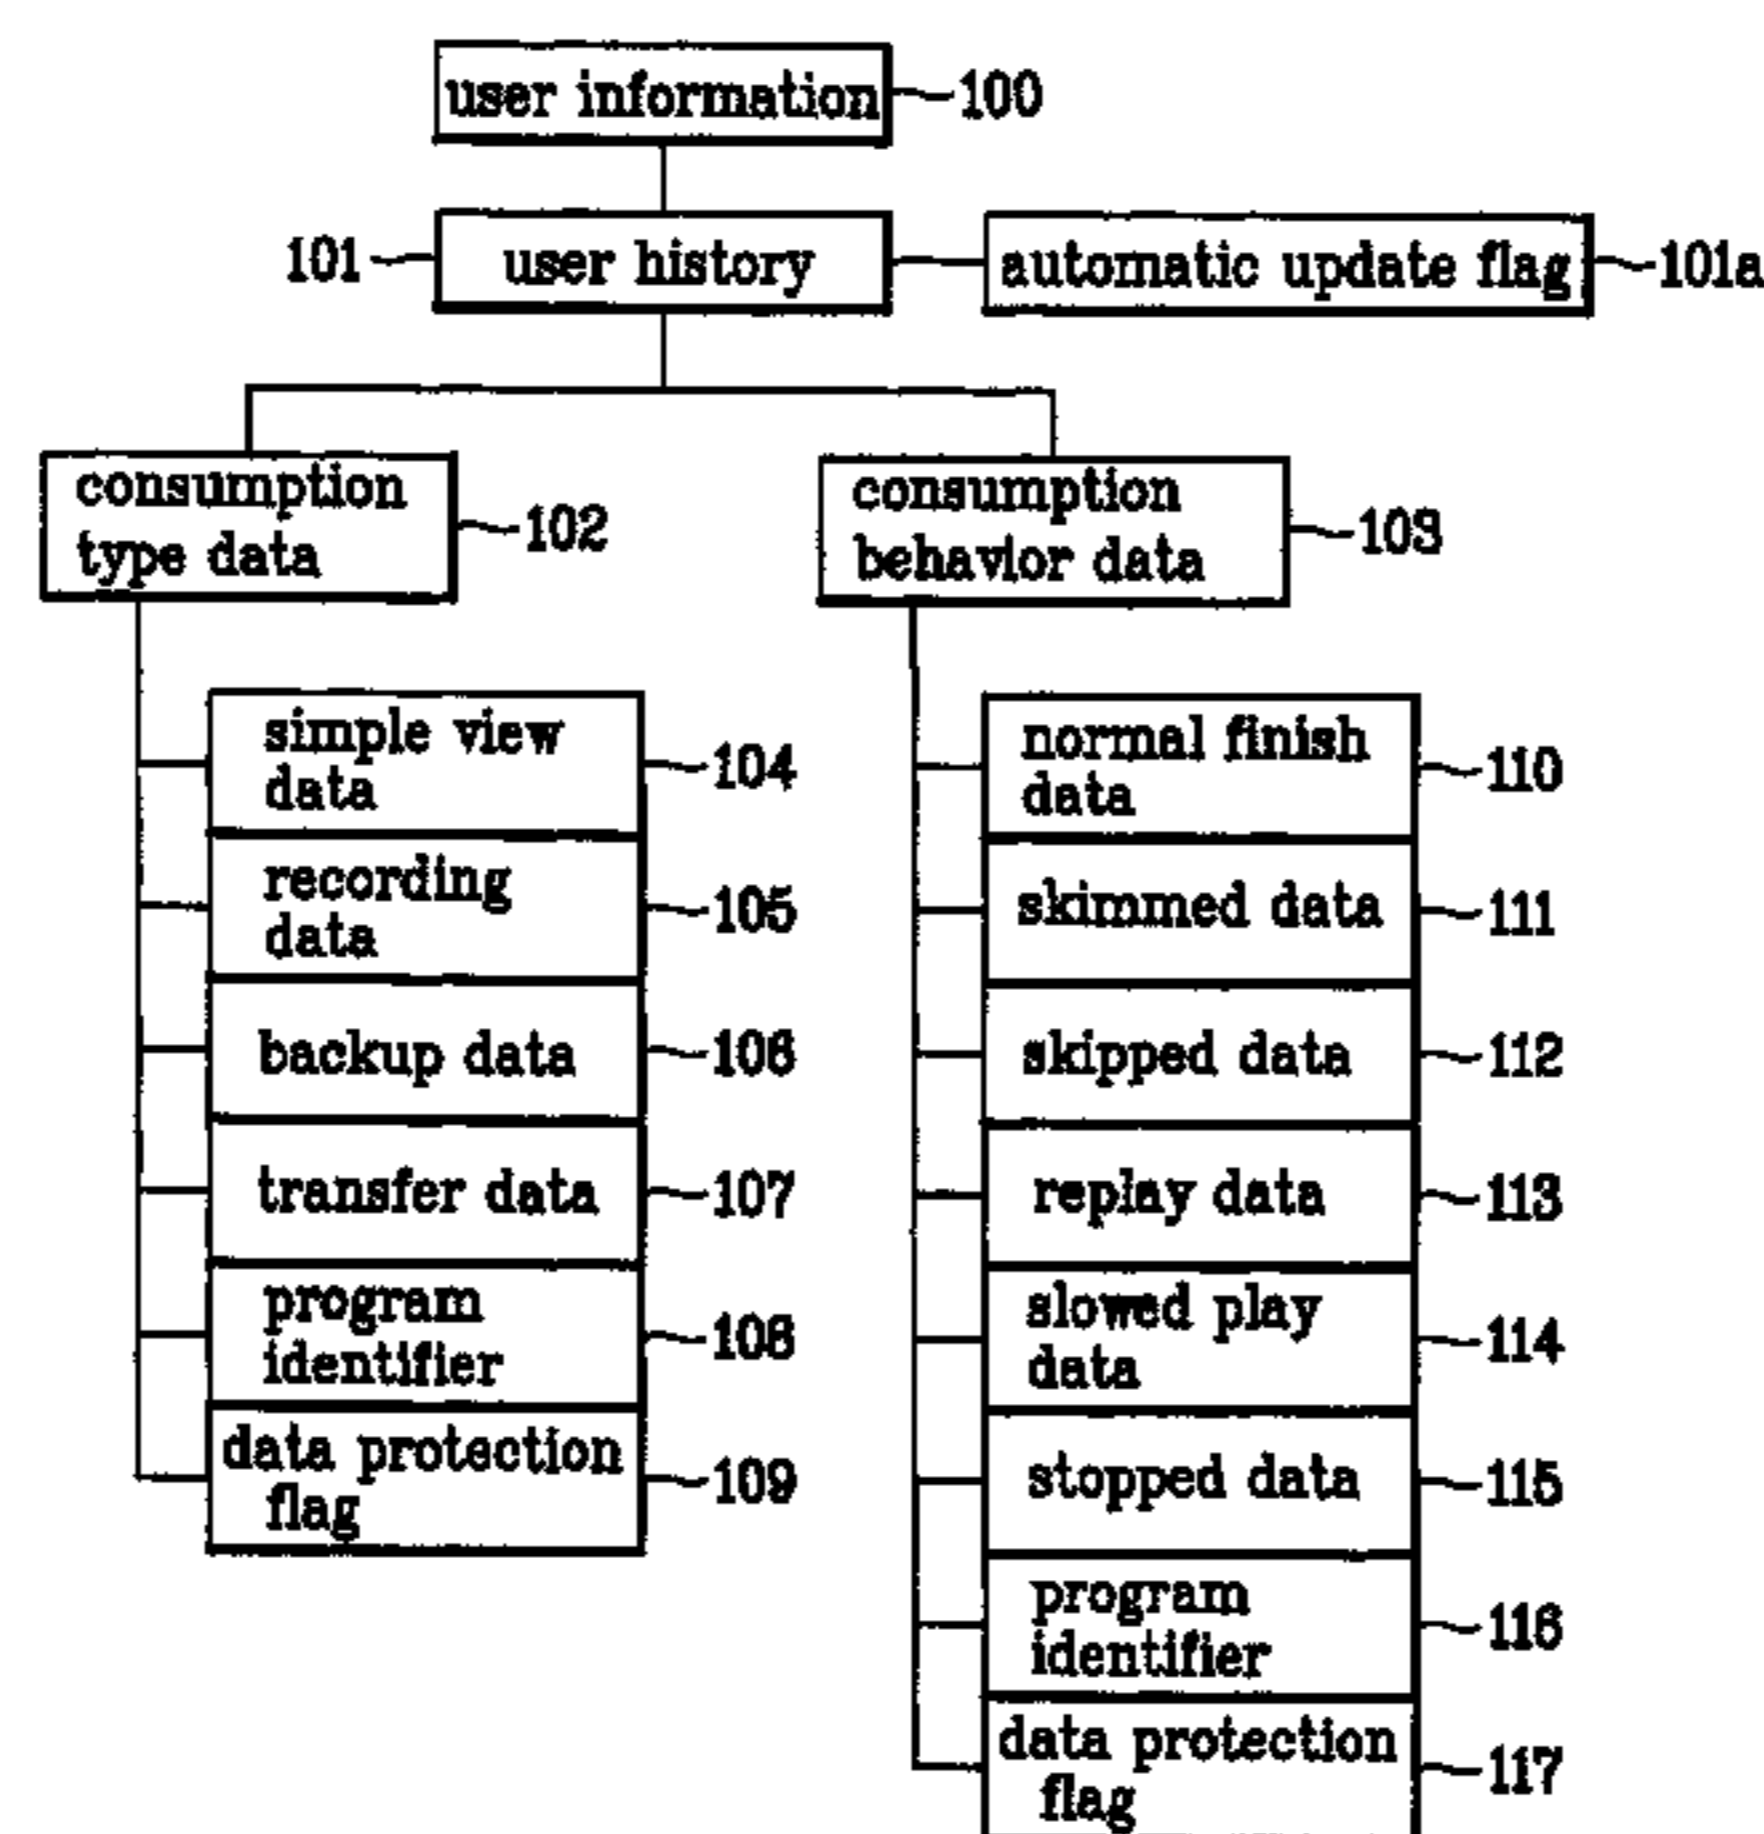 user information 100
101 user history automatic update flag 101a
consumption
type data 102
consumption
behavior data 103
simple view
data 104
recording
data 105
backup data 106
transfer data 107
program
identifier 108
data protection
flag 109
normal finish
data 110
skimmed data 111
skipped data 112
replay data 113
slowed play
data 114
stopped data 115
program
identifier 116
data protection
flag 117